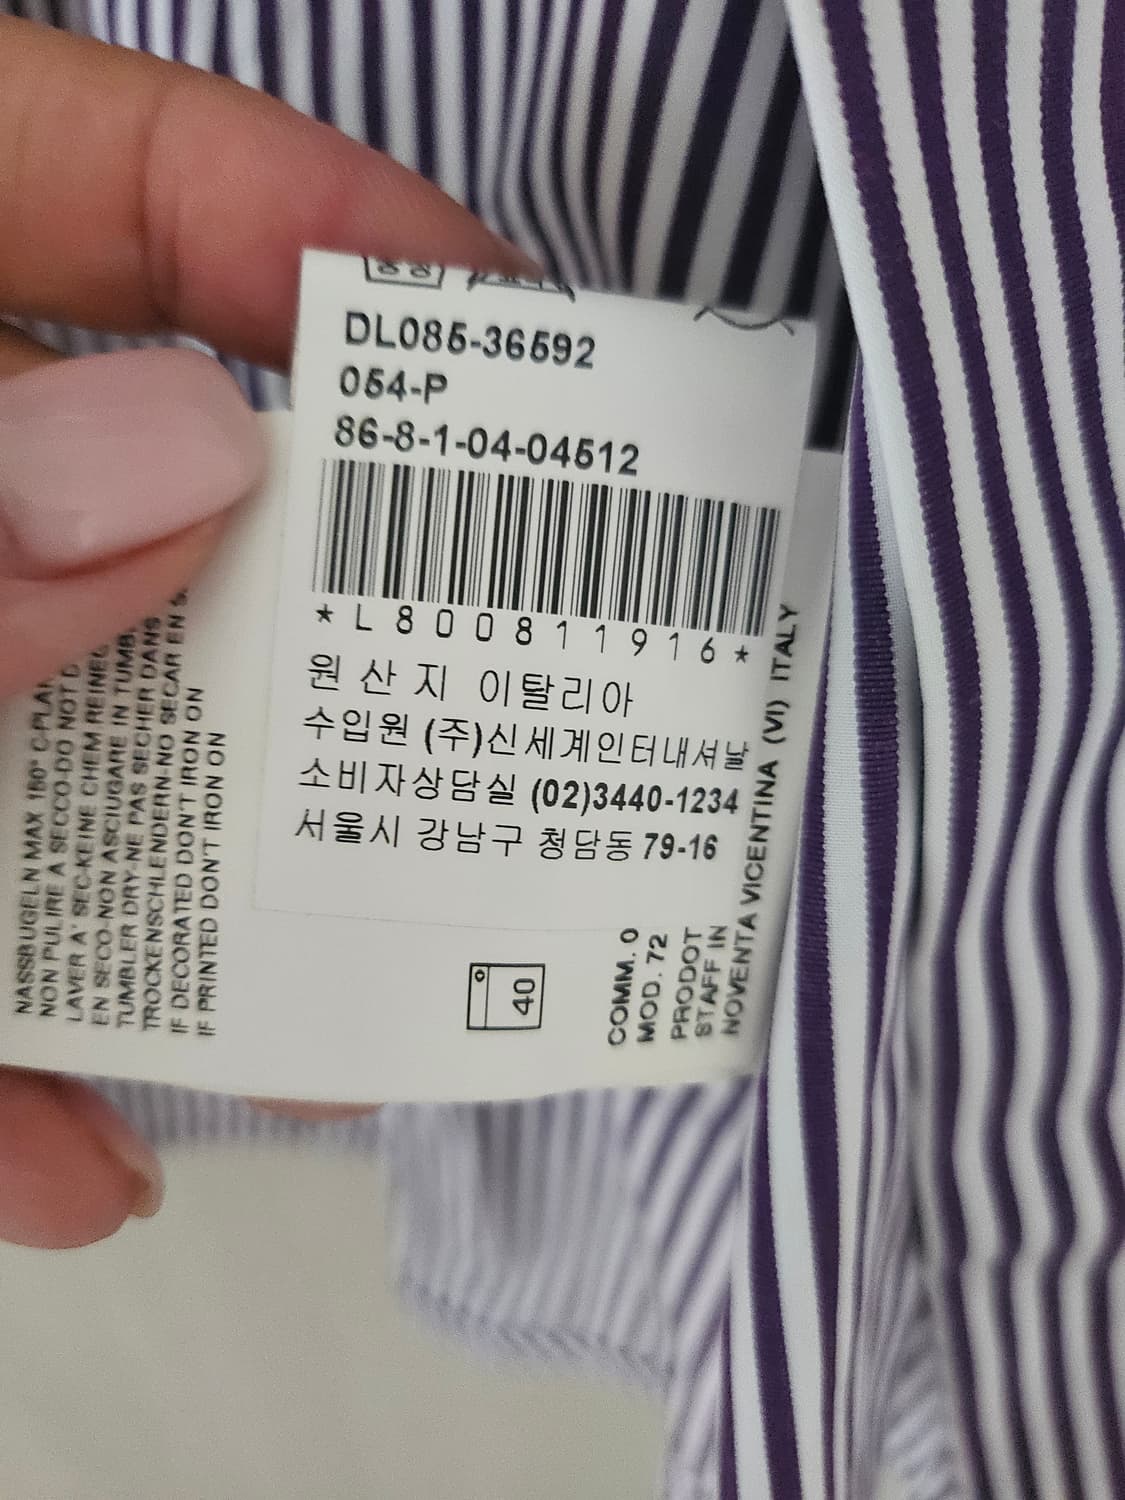 DL085-36592
054-P
86-8-1-04-04512
*L800811916*
원산지 이탈리아
수입원 (주)신세계인터내셔날
소비자상담실 (02)3440-1234
서울시 강남구 청담동 79-16
40
COMM. 0
MOD. 72
PRODOT
STAFF IN
NOVENTA VICENTINA (VI) ITALY
NASSBUGELN MAX 150°
NON PULIRE A SECCO-DO NOT
LAVER A' SEC-KEINE CHEM REINEG
EN SECO-NON ASCIUGARE IN TUMB
TUMBLER DRY-NE PAS SECHER DANS
TROCKENSCHLENDERN-NO SECAR EN
IF DECORATED DON'T IRON ON
IF PRINTED DON'T IRON ON